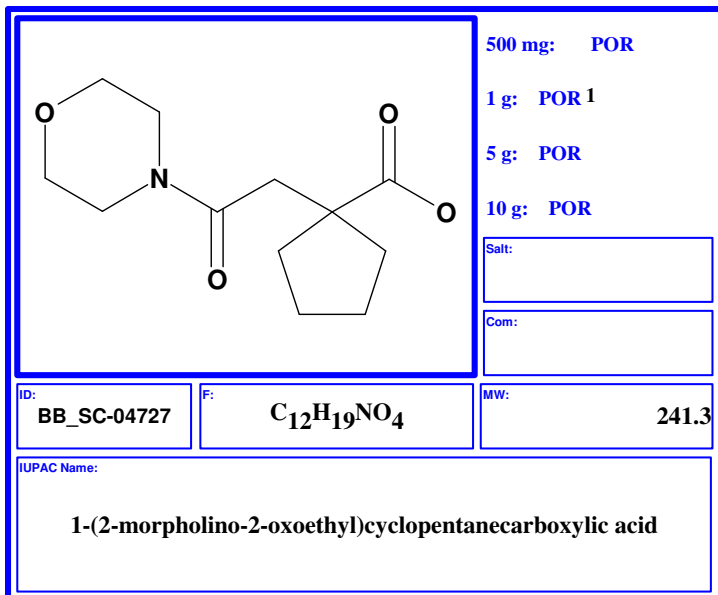 O
N
O
O
O
500 mg: POR
1 g: POR 1
5 g: POR
10 g: POR
Salt:
Com:
ID:
BB_SC-04727
F:
C12H19NO4
MW:
241.3
IUPAC Name:
1-(2-morpholino-2-oxoethyl)cyclopentanecarboxylic acid